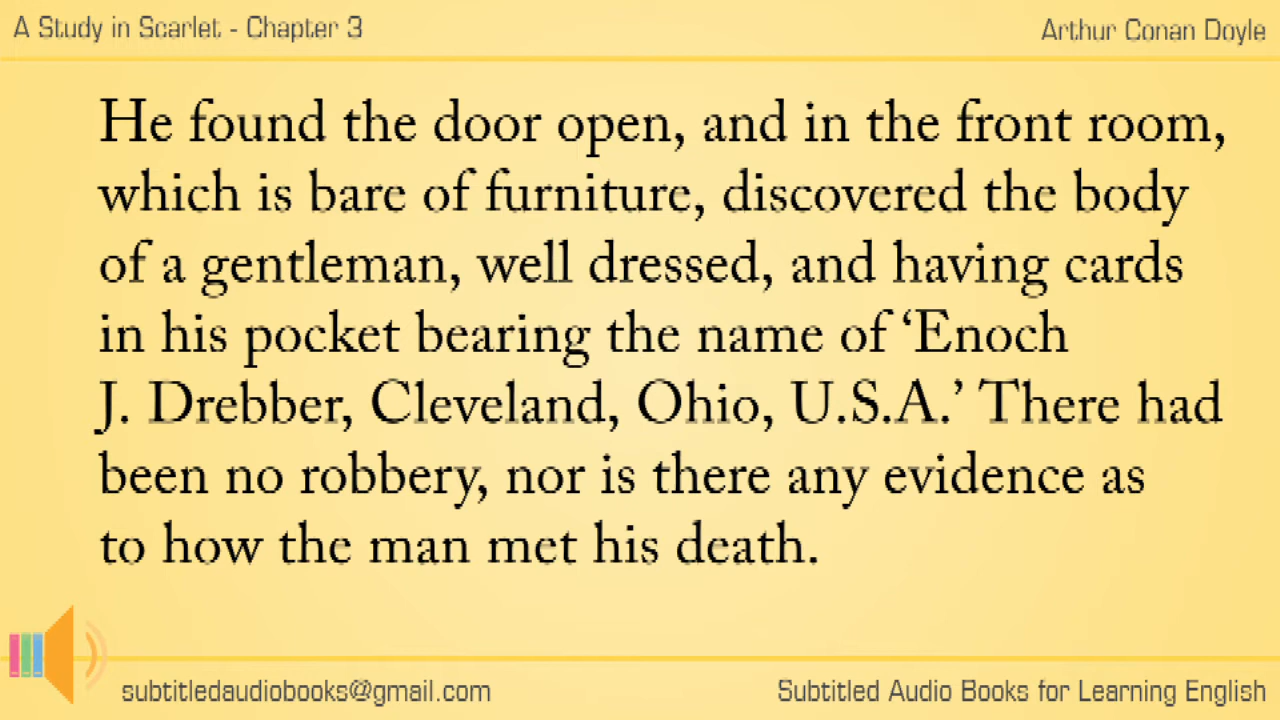 A Study in Scarlet - Chapter 3
Arthur Conan Doyle
He found the door open, and in the front room,
which is bare of furniture, discovered the body
of a gentleman, well dressed, and having cards
in his pocket bearing the name of ‘Enoch
J. Drebber, Cleveland, Ohio, U.S.A.’ There had
been no robbery, nor is there any evidence as
to how the man met his death.
subtitledaudiobooks@gmail.com
Subtitled Audio Books for Learning English